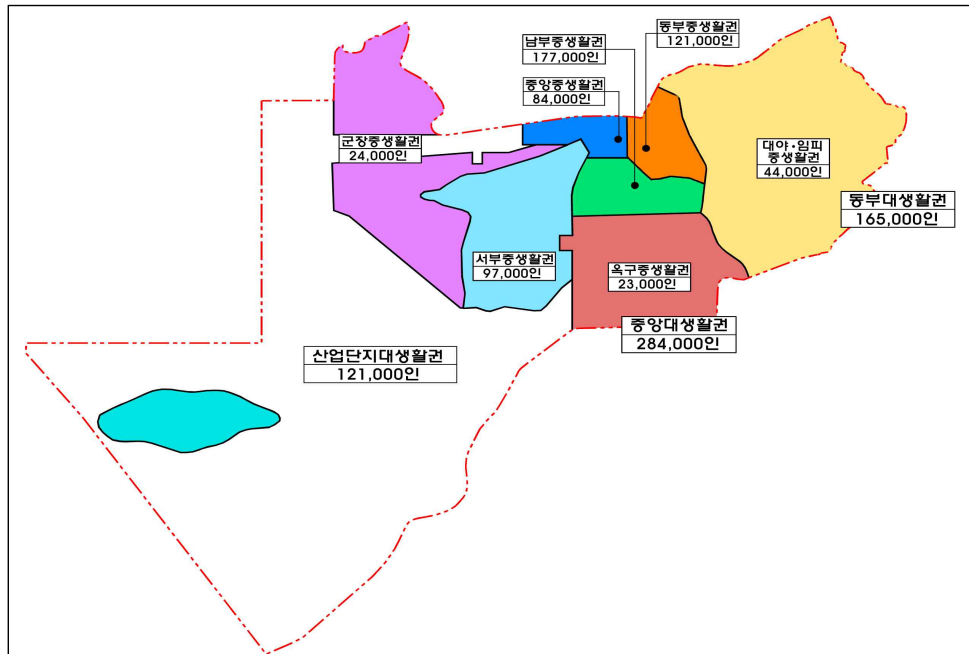 동부중생활권
121,000인
남부중생활권
177,000인
중앙중생활권
84,000인
군장중생활권
24,000인
대야·임피
중생활권
44,000인
동부대생활권
165,000인
서부중생활권
97,000인
옥구중생활권
23,000인
중앙대생활권
284,000인
산업단지대생활권
121,000인